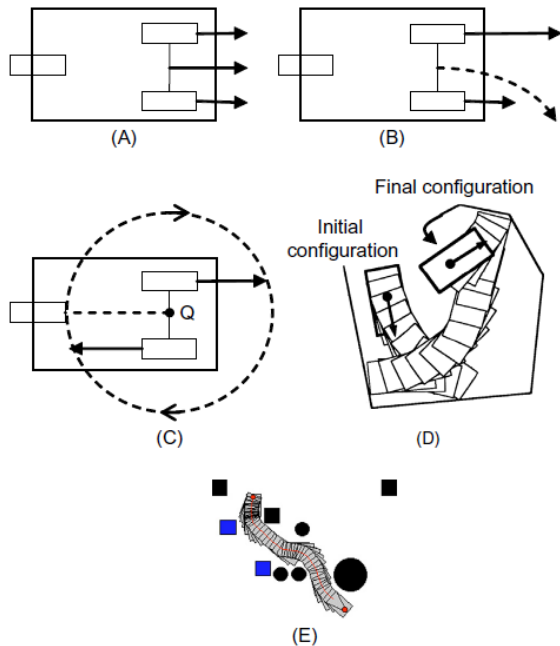 (A)
(B)
Final configuration
Initial
configuration
Q
(C)
(D)
(E)